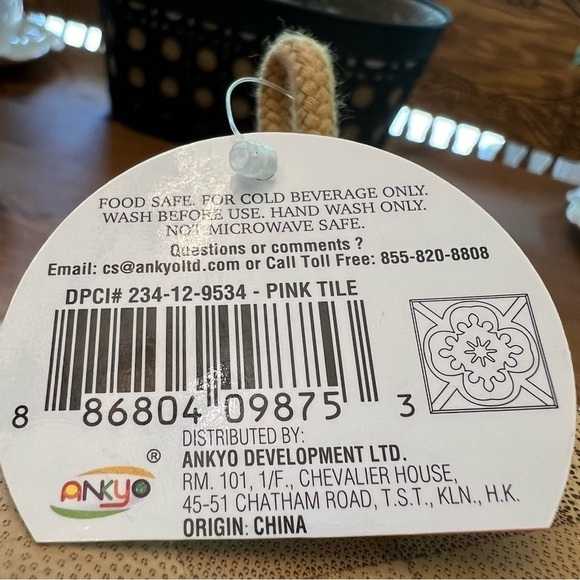 FOOD SAFE. FOR COLD BEVERAGE ONLY.
WASH BEFORE USE. HAND WASH ONLY.
NOT MICROWAVE SAFE.
Questions or comments ?
Email: cs@ankyoltd.com or Call Toll Free: 855-820-8808
DPCI# 234-12-9534 - PINK TILE
8 86804 09875 3
DISTRIBUTED BY:
ANKYO DEVELOPMENT LTD.
RM. 101, 1/F., CHEVALIER HOUSE,
45-51 CHATHAM ROAD, T.S.T., KLN., H.K.
ORIGIN: CHINA
ANKYO ®